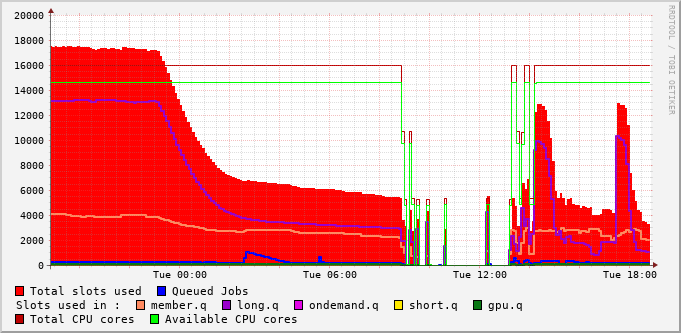 20000
18000
16000
14000
12000
10000
8000
6000
4000
2000
0
Tue 00:00 Tue 06:00 Tue 12:00 Tue 18:00
RRDTOOL / TOBI OETIKER
Total slots used Queued Jobs
Slots used in : member.q long.q ondemand.q short.q gpu.q
Total CPU cores Available CPU cores